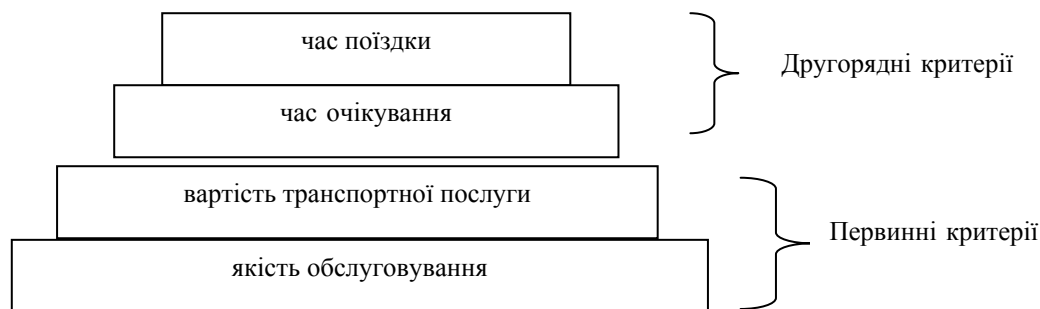 час поїздки
Другорядні критерії
час очікування
вартість транспортної послуги
Первинні критерії
якість обслуговування